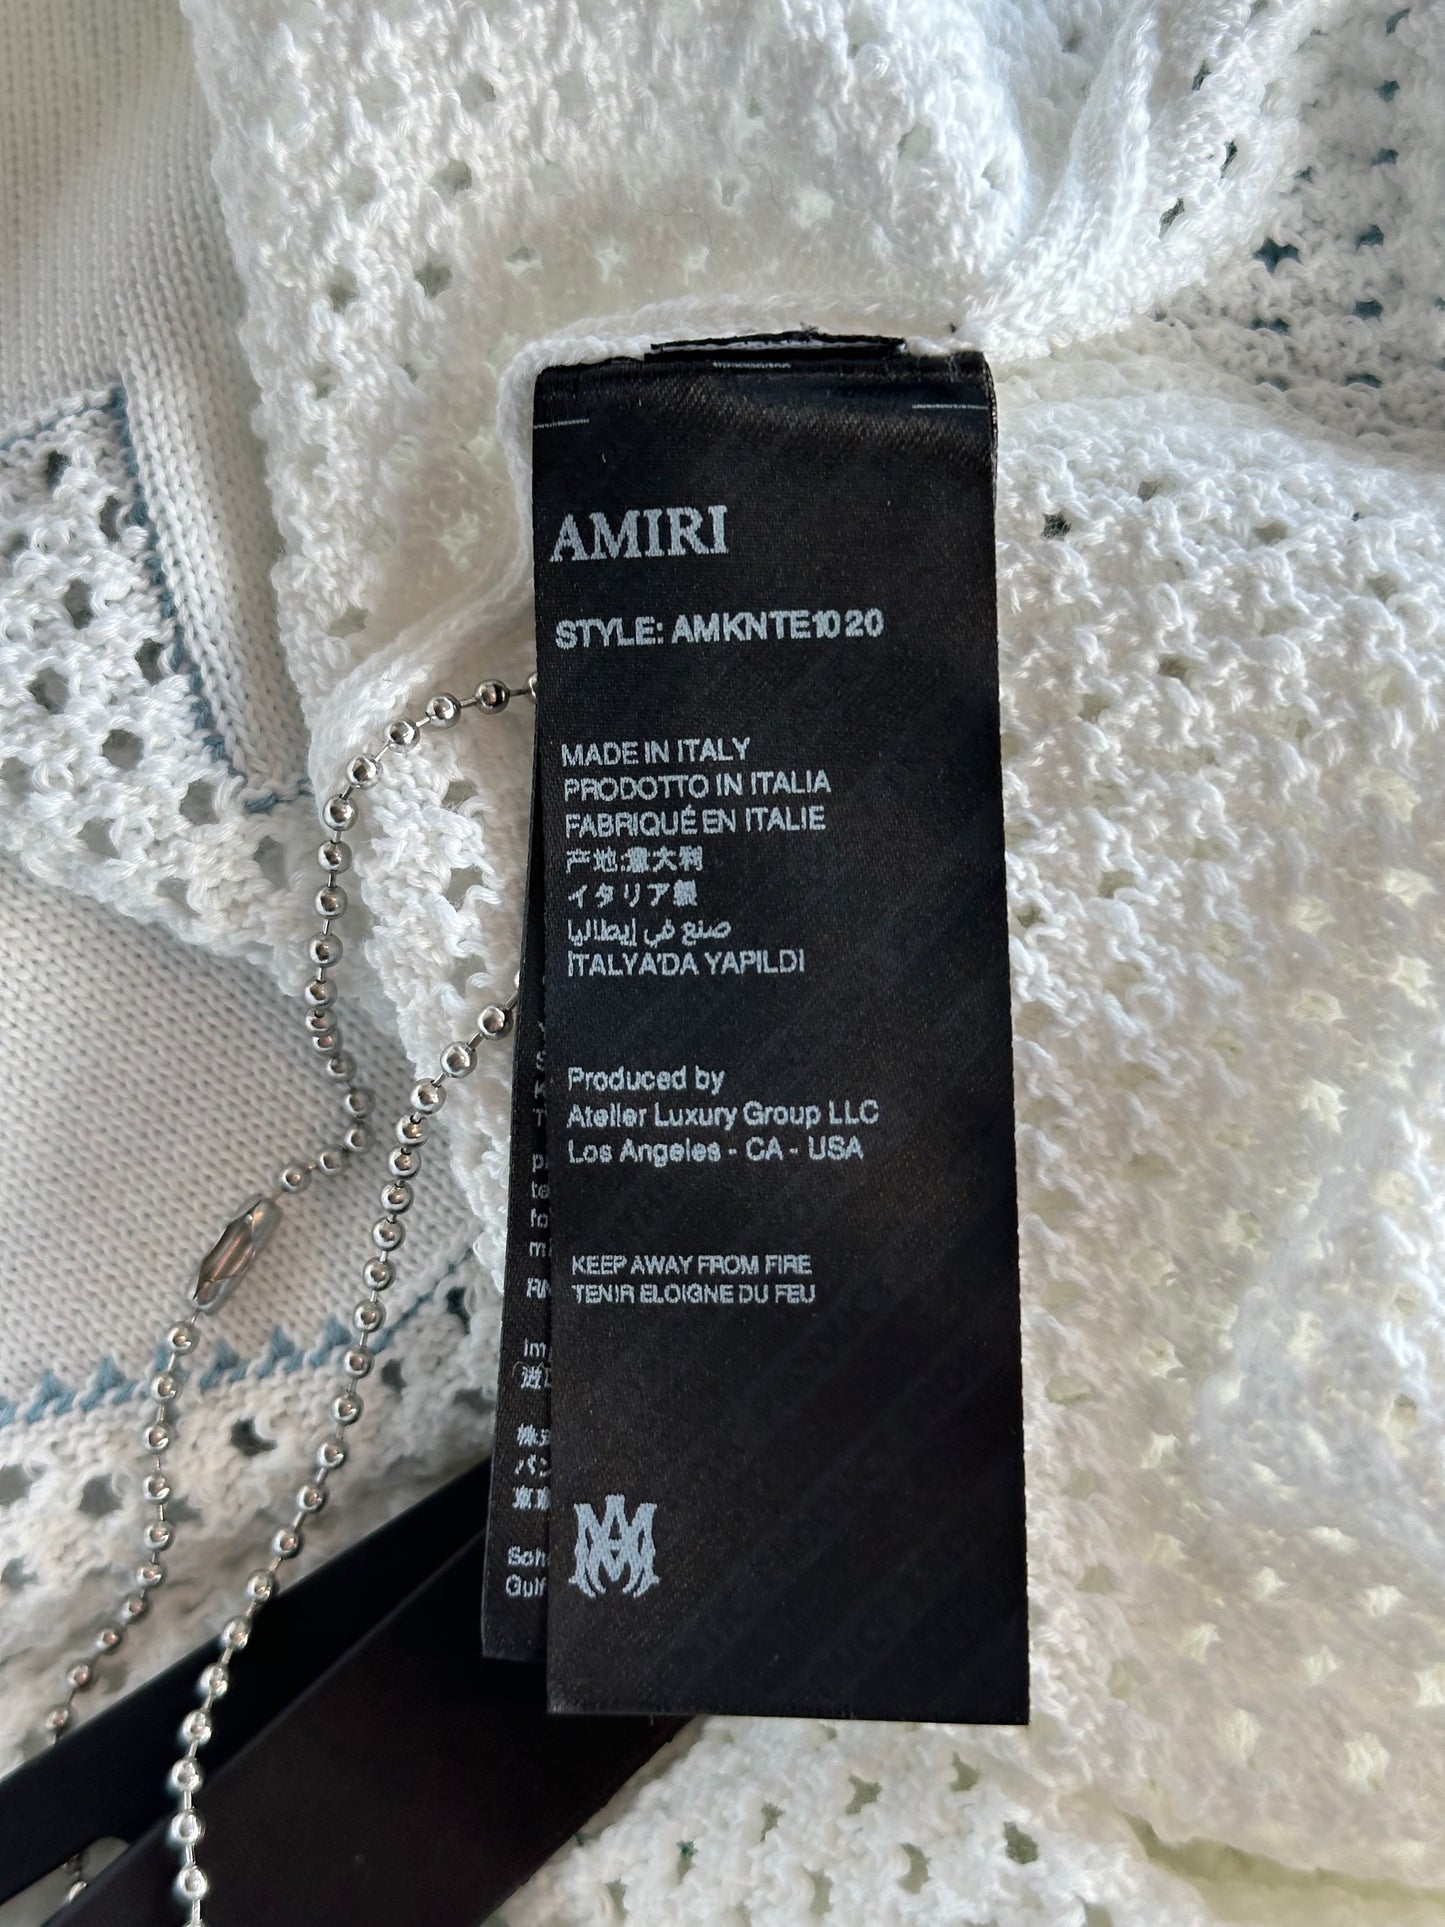 AMIRI
STYLE: AMKNTE1020
MADE IN ITALY
PRODOTTO IN ITALIA
FABRIQUÉ EN ITALIE
产地:意大利
イタリア製
صنع في إيطاليا
İTALYA'DA YAPILDI
Produced by
Atelier Luxury Group LLC
Los Angeles - CA - USA
KEEP AWAY FROM FIRE
TENIR ELOIGNE DU FEU